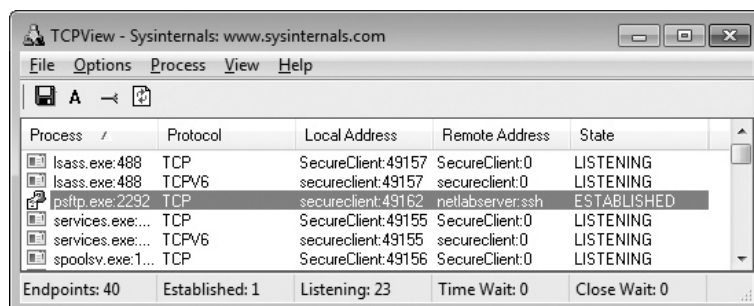 TCPView - Sysinternals: www.sysinternals.com
File Options Process View Help
A
Process / Protocol Local Address Remote Address State
lsass.exe:488 TCP SecureClient:49157 SecureClient:0 LISTENING
lsass.exe:488 TCPV6 secureclient:49157 secureclient:0 LISTENING
psftp.exe:2292 TCP secureclient:49162 netlabserver:ssh ESTABLISHED
services.exe:... TCP SecureClient:49155 SecureClient:0 LISTENING
services.exe:... TCPV6 secureclient:49155 secureclient:0 LISTENING
spoolsv.exe:1... TCP SecureClient:49156 SecureClient:0 LISTENING
Endpoints: 40 Established: 1 Listening: 23 Time Wait: 0 Close Wait: 0